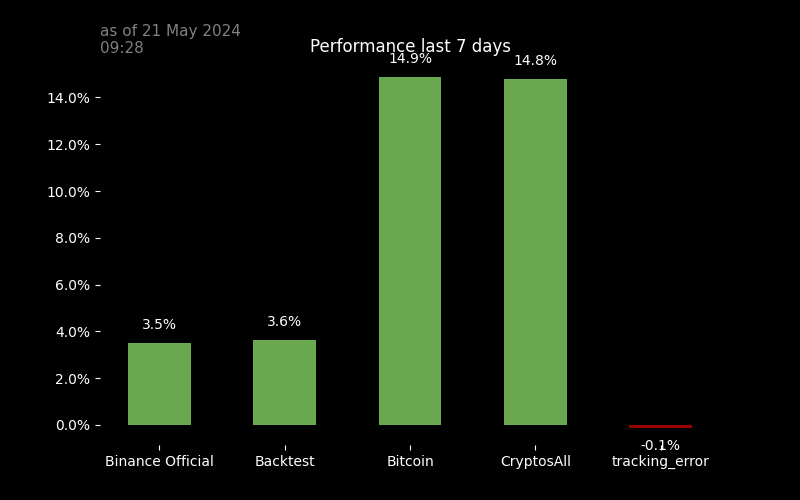 as of 21 May 2024
09:28
Performance last 7 days
14.9%
14.8%
14.0%
12.0%
10.0%
8.0%
6.0%
4.0%
2.0%
0.0%
3.5%
3.6%
-0.1%
Binance Official
Backtest
Bitcoin
CryptosAll
tracking_error